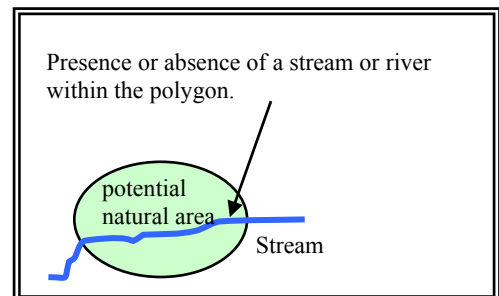 Presence or absence of a stream or river
within the polygon.
potential
natural area
Stream